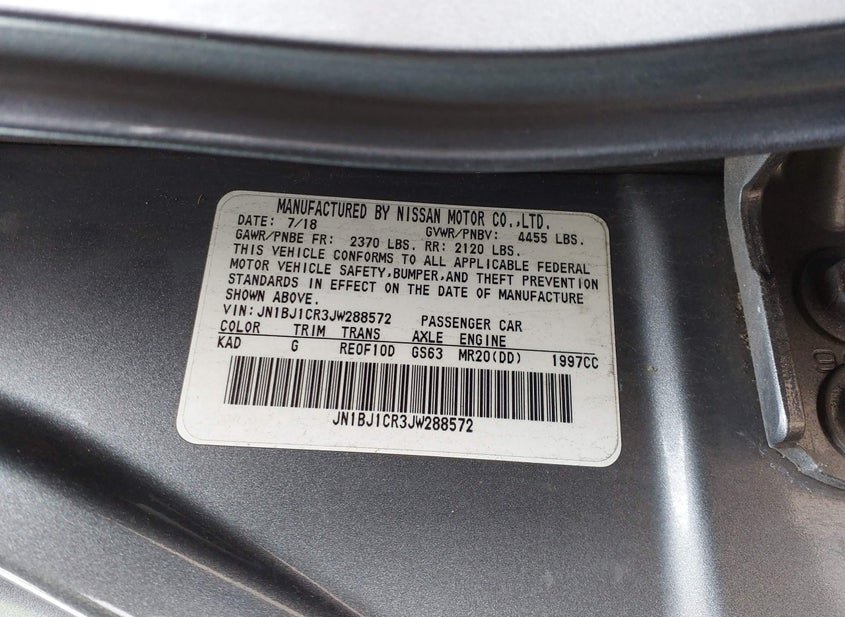 MANUFACTURED BY NISSAN MOTOR CO.,LTD.
DATE: 7/18 GVWR/PNBV: 4455 LBS.
GAWR/PNBE FR: 2370 LBS. RR: 2120 LBS.
THIS VEHICLE CONFORMS TO ALL APPLICABLE FEDERAL
MOTOR VEHICLE SAFETY,BUMPER,AND THEFT PREVENTION
STANDARDS IN EFFECT ON THE DATE OF MANUFACTURE
SHOWN ABOVE.
VIN: JN1BJ1CR3JW288572 PASSENGER CAR
COLOR TRIM TRANS AXLE ENGINE
KAD G RE0F10D GS63 MR20(DD) 1997CC
JN1BJ1CR3JW288572